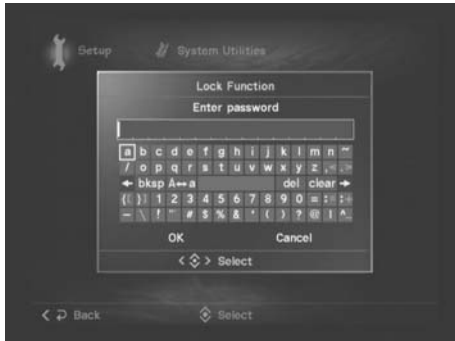 Setup System Utilities
Lock Function
Enter password
a b c d e f g h i j k l m n ~
/ o p q r s t u v w x y z
← bksp A↔a del clear →
1 2 3 4 5 6 7 8 9 0 =
- \ ! # $ % & ' ( ) ? @
OK Cancel
< > Select
< Back Select